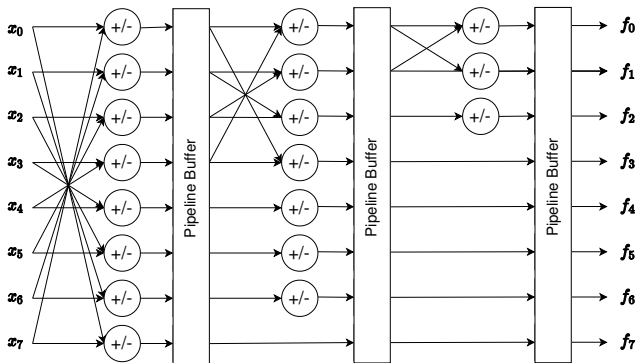 x₀ +/- +/- +/- f₀
x₁ +/- +/- +/- f₁
x₂ +/- +/- +/- f₂
x₃ +/- +/- f₃
x₄ +/- +/- f₄
x₅ +/- +/- f₅
x₆ +/- +/- f₆
x₇ +/- f₇
Pipeline Buffer
Pipeline Buffer
Pipeline Buffer